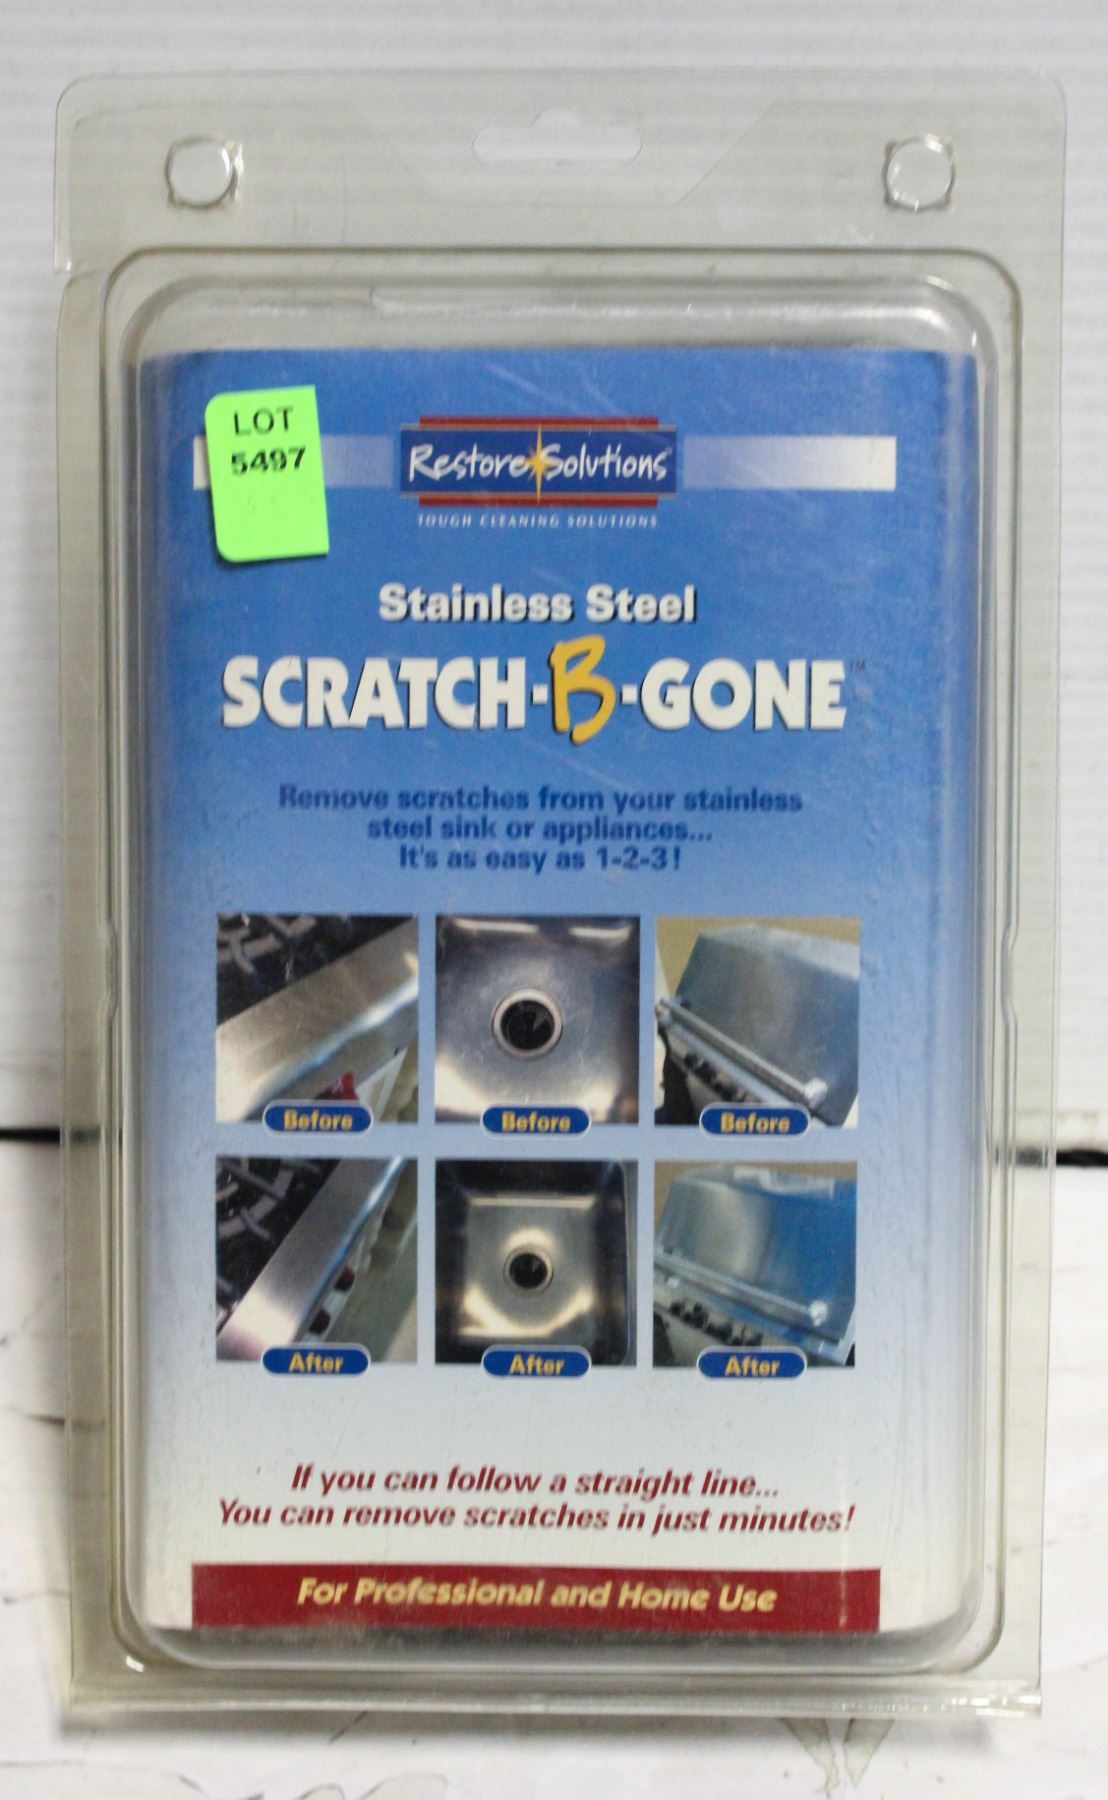 LOT
5497
Restore Solutions
TOUGH CLEANING SOLUTIONS
Stainless Steel
SCRATCH-B-GONE™
Remove scratches from your stainless
steel sink or appliances...
It's as easy as 1-2-3!
Before
Before
Before
After
After
After
If you can follow a straight line...
You can remove scratches in just minutes!
For Professional and Home Use